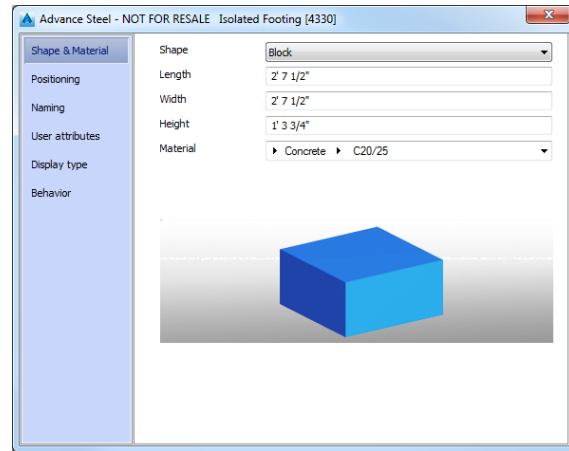 Advance Steel - NOT FOR RESALE Isolated Footing [4330]
Shape & Material
Positioning
Naming
User attributes
Display type
Behavior
Shape Block
Length 2' 7 1/2"
Width 2' 7 1/2"
Height 1' 3 3/4"
Material Concrete C20/25